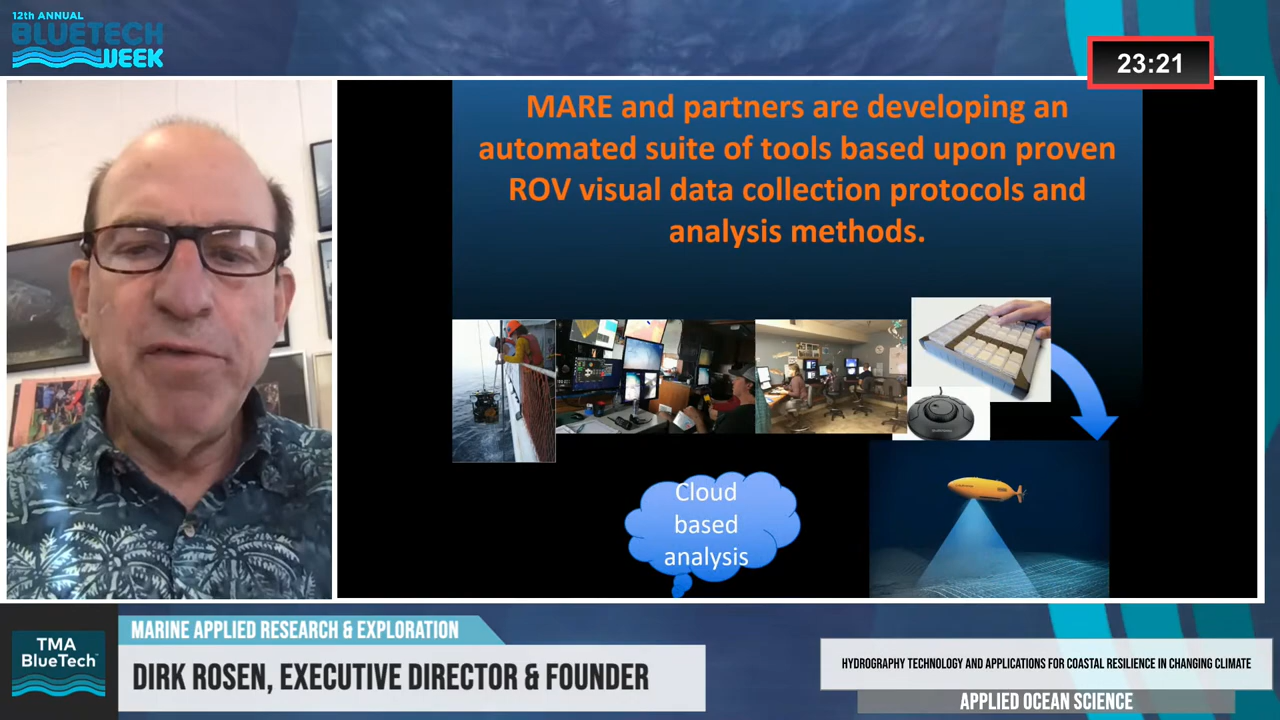 12th ANNUAL
BLUETECH
WEEK
23:21
MARE and partners are developing an
automated suite of tools based upon proven
ROV visual data collection protocols and
analysis methods.
Cloud
based
analysis
TMA
BlueTech™
MARINE APPLIED RESEARCH & EXPLORATION
DIRK ROSEN, EXECUTIVE DIRECTOR & FOUNDER
HYDROGRAPHY TECHNOLOGY AND APPLICATIONS FOR COASTAL RESILIENCE IN CHANGING CLIMATE
APPLIED OCEAN SCIENCE